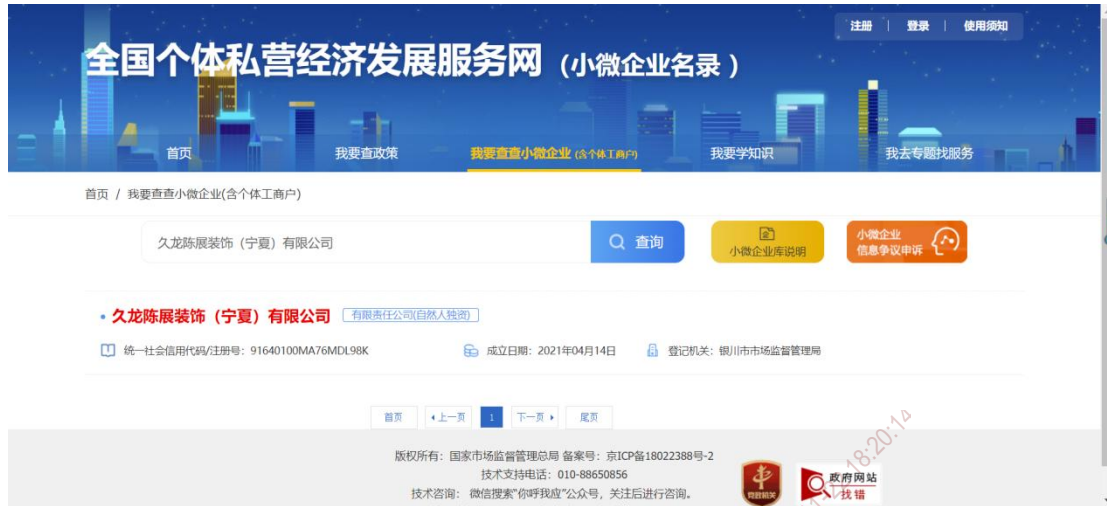 注册 | 登录 | 使用须知
全国个体私营经济发展服务网（小微企业名录）
首页 我要查政策 我要查查小微企业(含个体工商户) 我要学知识 我去专题找服务
首页 / 我要查查小微企业(含个体工商户)
久龙陈展装饰（宁夏）有限公司 查询
小微企业库说明
小微企业
信息争议申诉
久龙陈展装饰（宁夏）有限公司 有限责任公司(自然人独资)
统一社会信用代码/注册号：91640100MA76MDL98K 成立日期：2021年04月14日 登记机关：银川市市场监督管理局
首页 上一页 1 下一页 尾页
版权所有：国家市场监督管理总局 备案号：京ICP备18022388号-2
技术支持电话：010-88650856
技术咨询： 微信搜索“你呼我应”公众号，关注后进行咨询。
党政机关
政府网站
找错
18:20:14